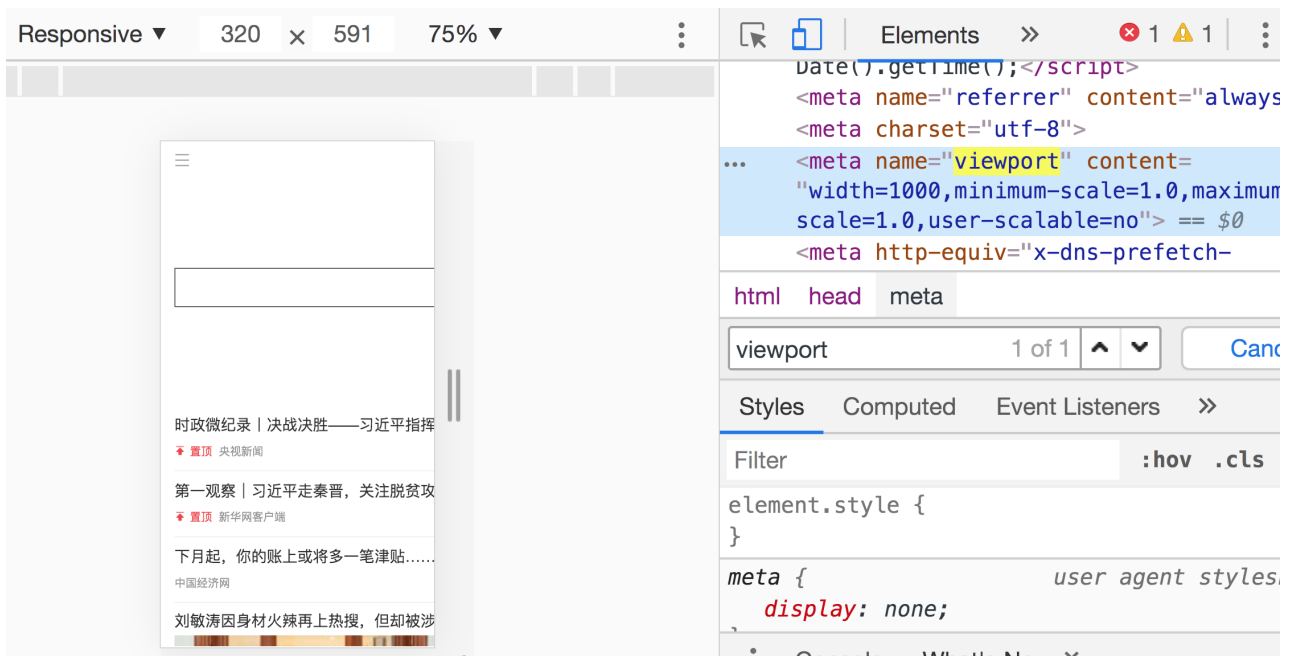 Responsive ▼ 320 × 591 75% ▼
Elements » 1 1
Date().getTime();</script>
<meta name="referrer" content="always
<meta charset="utf-8">
… <meta name="viewport" content=
"width=1000,minimum-scale=1.0,maximum
scale=1.0,user-scalable=no"> == $0
<meta http-equiv="x-dns-prefetch-
html head meta
viewport 1 of 1 Canc
Styles Computed Event Listeners »
Filter :hov .cls
element.style {
}
meta { user agent styles
display: none;
}
What's Ne ×
时政微纪录丨决战决胜——习近平指挥
置顶 央视新闻
第一观察｜习近平走秦晋，关注脱贫攻
置顶 新华网客户端
下月起，你的账上或将多一笔津贴……
中国经济网
刘敏涛因身材火辣再上热搜，但却被涉